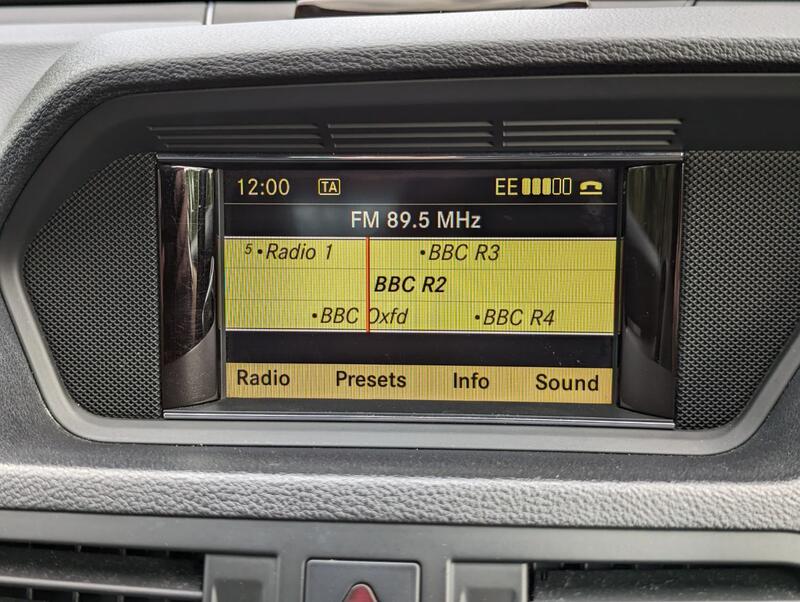 12:00 TA EE
FM 89.5 MHz
5 •Radio 1 •BBC R3
BBC R2
•BBC Oxfd •BBC R4
Radio Presets Info Sound